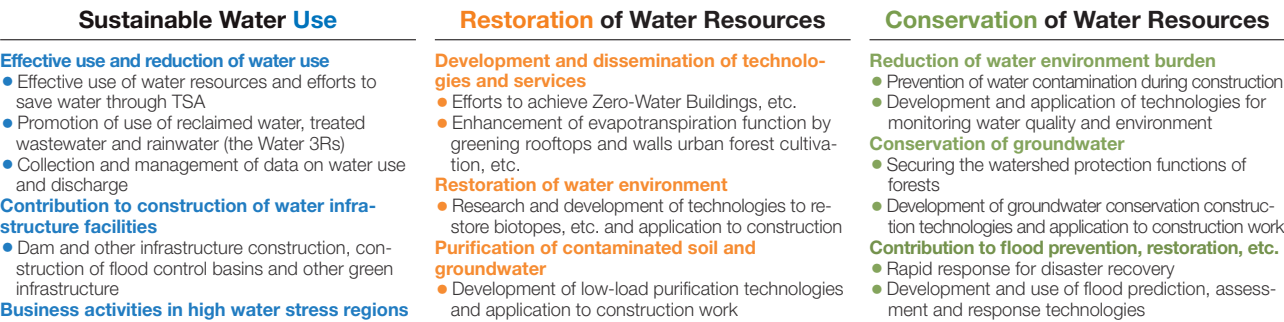 Sustainable Water Use
Effective use and reduction of water use
• Effective use of water resources and efforts to
save water through TSA
• Promotion of use of reclaimed water, treated
wastewater and rainwater (the Water 3Rs)
• Collection and management of data on water use
and discharge
Contribution to construction of water infra-
structure facilities
• Dam and other infrastructure construction, con-
struction of flood control basins and other green
infrastructure
Business activities in high water stress regions
Restoration of Water Resources
Development and dissemination of technolo-
gies and services
• Efforts to achieve Zero-Water Buildings, etc.
• Enhancement of evapotranspiration function by
greening rooftops and walls urban forest cultiva-
tion, etc.
Restoration of water environment
• Research and development of technologies to re-
store biotopes, etc. and application to construction
Purification of contaminated soil and
groundwater
• Development of low-load purification technologies
and application to construction work
Conservation of Water Resources
Reduction of water environment burden
• Prevention of water contamination during construction
• Development and application of technologies for
monitoring water quality and environment
Conservation of groundwater
• Securing the watershed protection functions of
forests
• Development of groundwater conservation construc-
tion technologies and application to construction work
Contribution to flood prevention, restoration, etc.
• Rapid response for disaster recovery
• Development and use of flood prediction, assess-
ment and response technologies